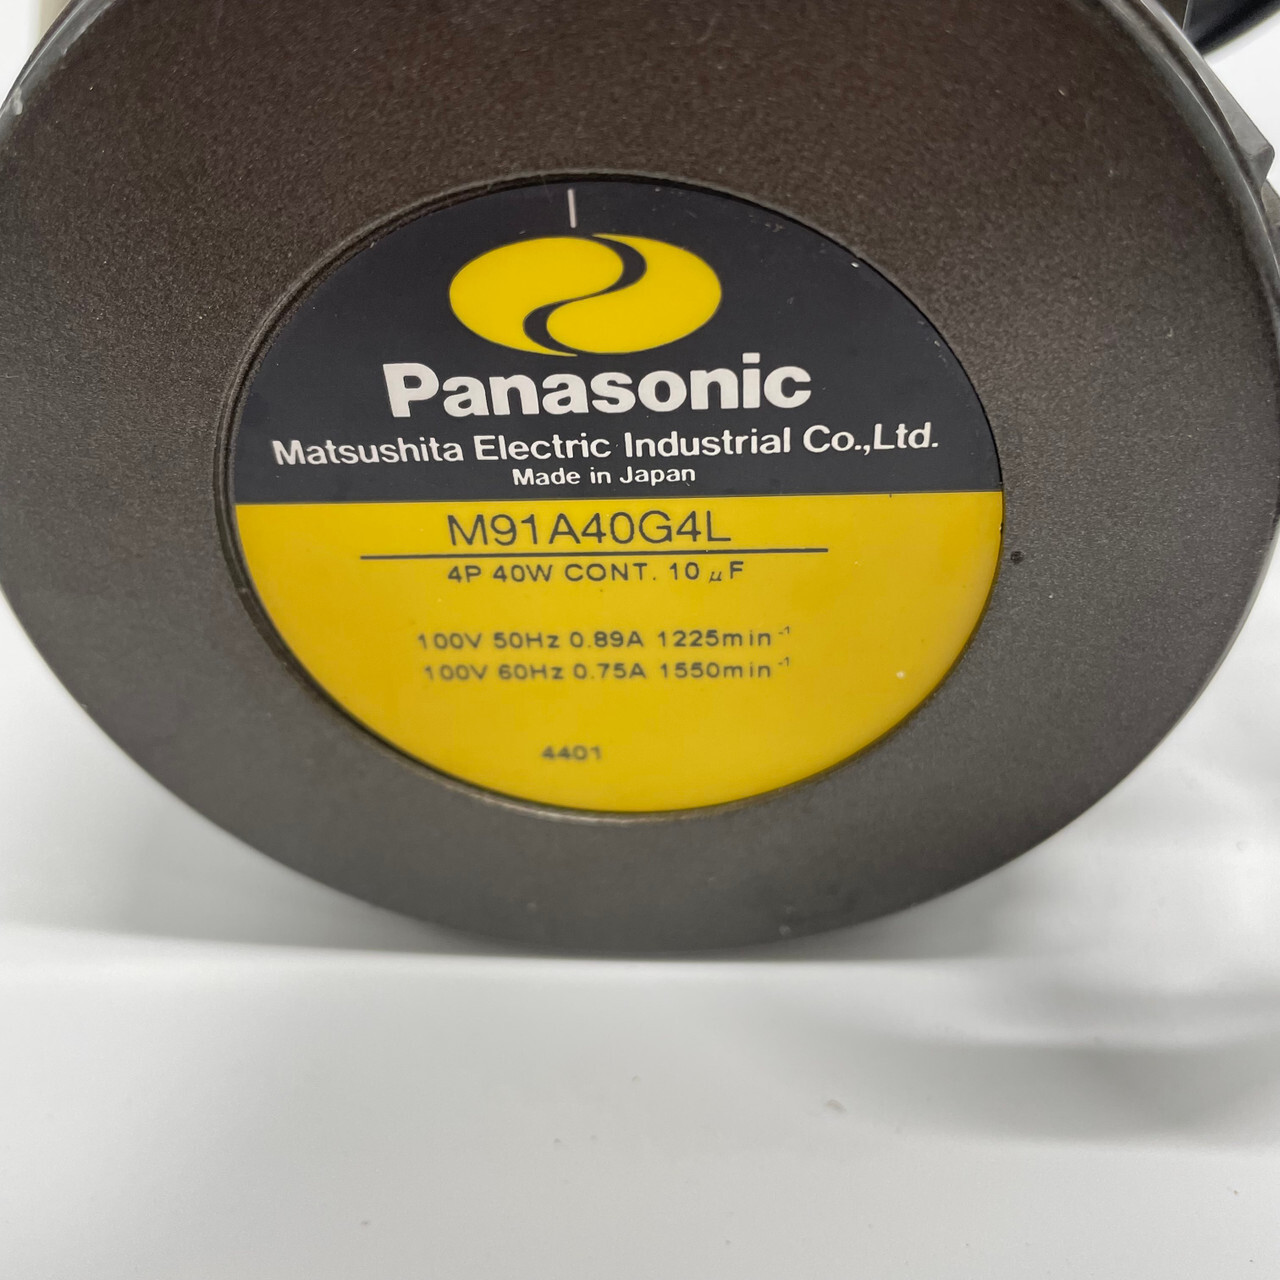 Panasonic
Matsushita Electric Industrial Co.,Ltd.
Made in Japan
M91A40G4L
4P 40W CONT. 10 μF
100V 50Hz 0.89A 1225min⁻¹
100V 60Hz 0.75A 1550min⁻¹
4401